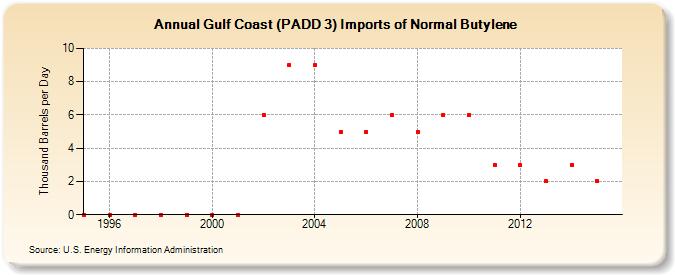 Annual Gulf Coast (PADD 3) Imports of Normal Butylene
Thousand Barrels per Day
10
8
6
4
2
0
1996 2000 2004 2008 2012
Source: U.S. Energy Information Administration